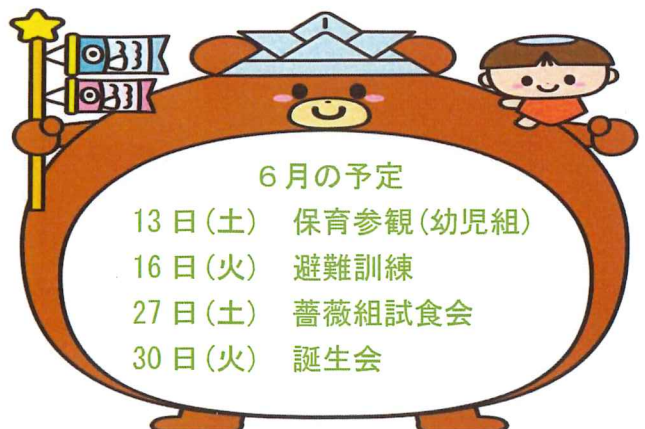 ６月の予定
13日(土)　保育参観(幼児組)
16日(火)　避難訓練
27日(土)　薔薇組試食会
30日(火)　誕生会